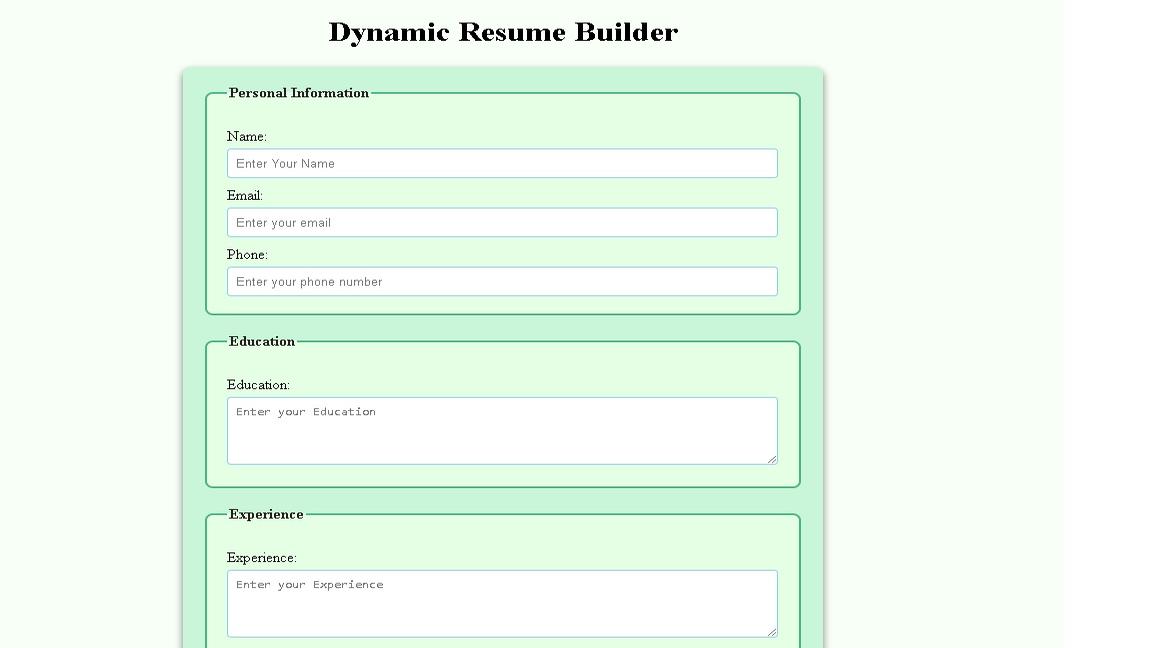 Dynamic Resume Builder
Personal Information
Name:
Enter Your Name
Email:
Enter your email
Phone:
Enter your phone number
Education
Education:
Enter your Education
Experience
Experience:
Enter your Experience